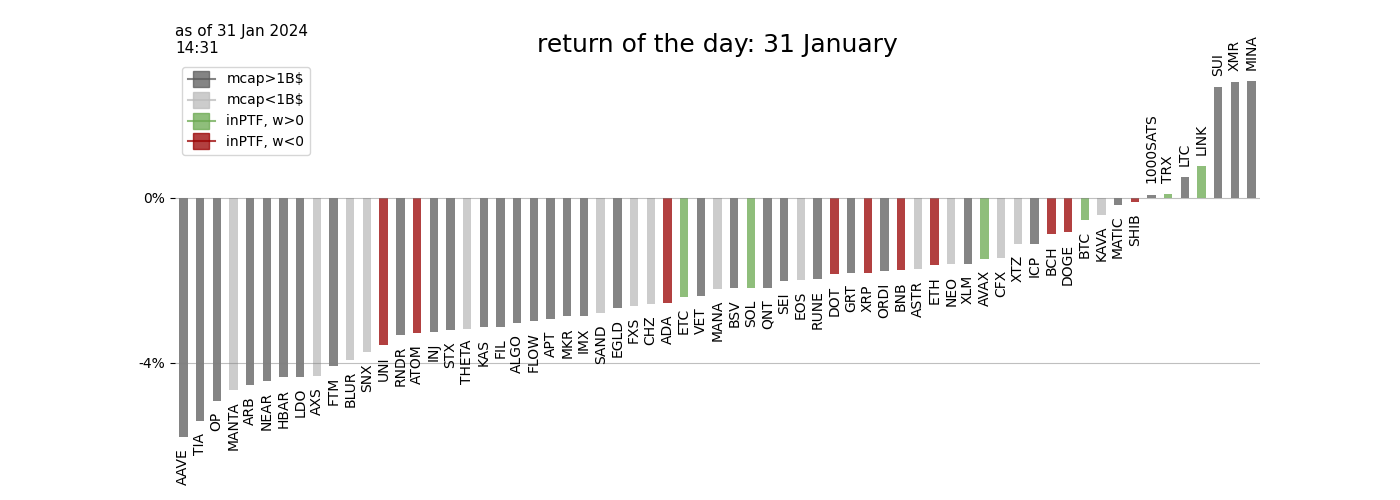 as of 31 Jan 2024
14:31
return of the day: 31 January
mcap>1B$
mcap<1B$
inPTF, w>0
inPTF, w<0
0%
-4%
AAVE
TIA
OP
MANTA
ARB
NEAR
HBAR
LDO
AXS
FTM
BLUR
SNX
UNI
RNDR
ATOM
INJ
STX
THETA
KAS
FIL
ALGO
FLOW
APT
MKR
IMX
SAND
EGLD
FXS
CHZ
ADA
ETC
VET
MANA
BSV
SOL
QNT
SEI
EOS
RUNE
DOT
GRT
XRP
ORDI
BNB
ASTR
ETH
NEO
XLM
AVAX
CFX
XTZ
ICP
BCH
DOGE
BTC
KAVA
MATIC
SHIB
1000SATS
TRX
LTC
LINK
SUI
XMR
MINA